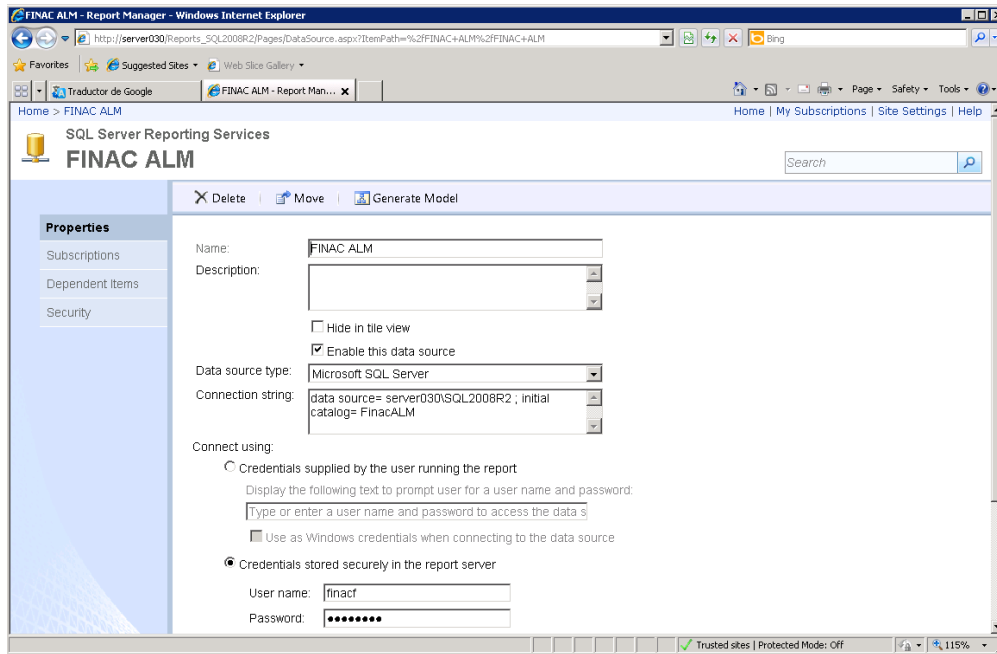 FINAC ALM - Report Manager - Windows Internet Explorer
http://server030/Reports_SQL2008R2/Pages/DataSource.aspx?ItemPath=%2fFINAC+ALM%2fFINAC+ALM
Bing
Favorites Suggested Sites Web Slice Gallery
Traductor de Google FINAC ALM - Report Man... Page Safety Tools
Home > FINAC ALM Home | My Subscriptions | Site Settings | Help
SQL Server Reporting Services
FINAC ALM
Search
Delete Move Generate Model
Properties
Subscriptions
Dependent Items
Security
Name: FINAC ALM
Description:
Hide in tile view
Enable this data source
Data source type: Microsoft SQL Server
Connection string: data source= server030\SQL2008R2 ; initial
catalog= FinacALM
Connect using:
Credentials supplied by the user running the report
Display the following text to prompt user for a user name and password:
Type or enter a user name and password to access the data s
Use as Windows credentials when connecting to the data source
Credentials stored securely in the report server
User name: finacf
Password: ●●●●●●●●
Trusted sites | Protected Mode: Off 115%